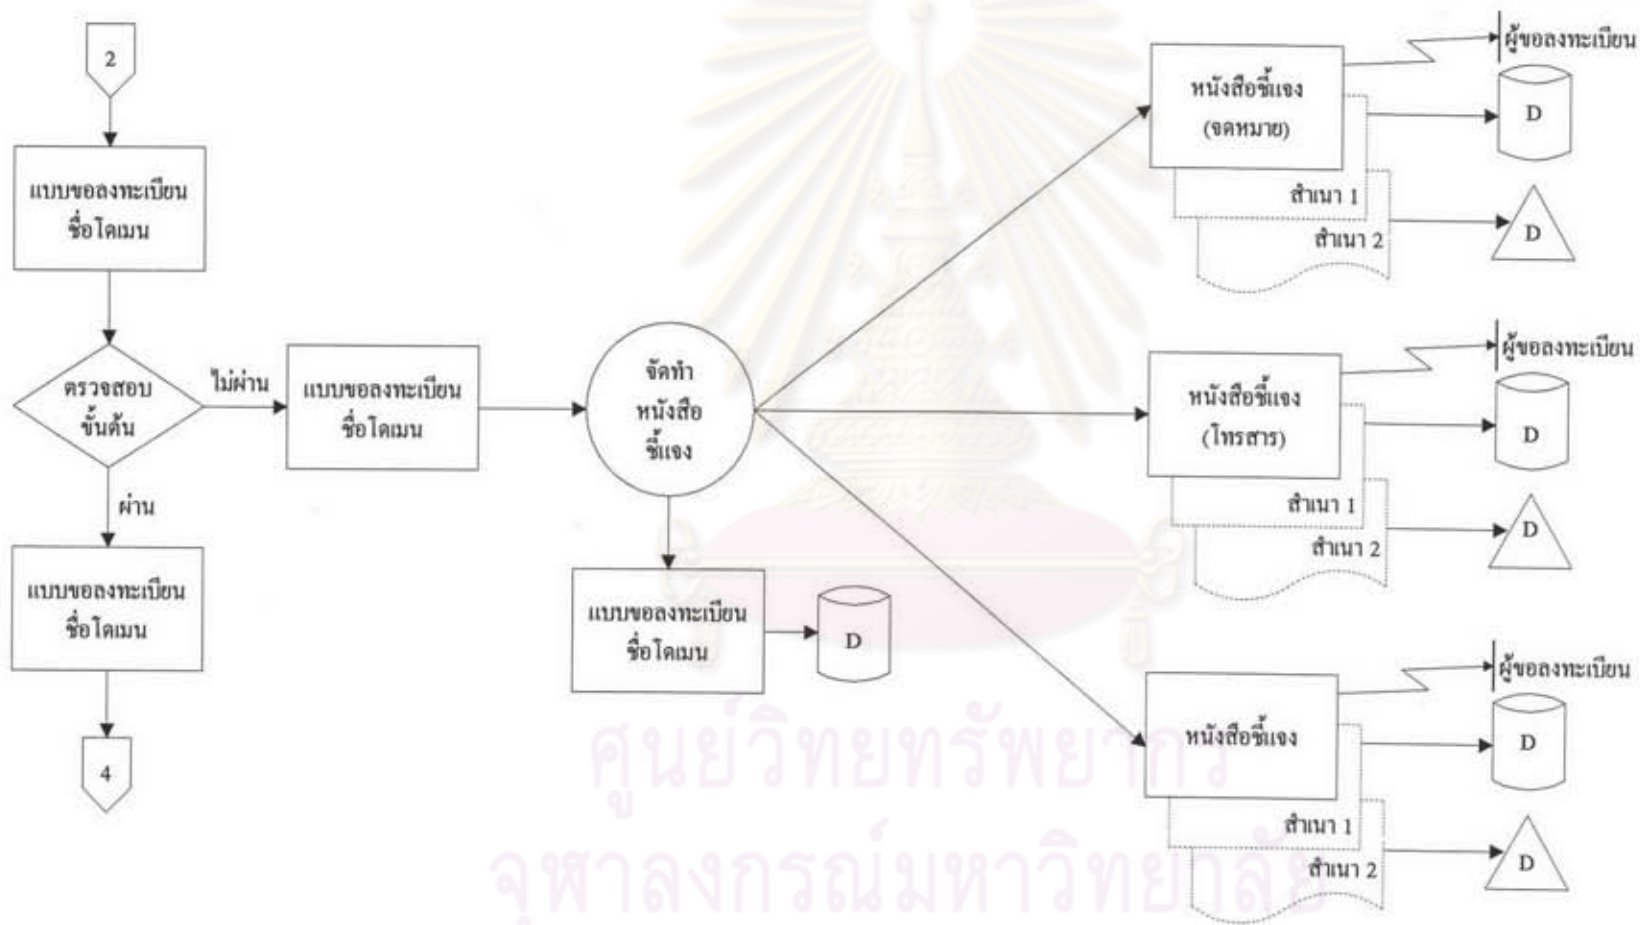 2
แบบขอลงทะเบียน
ชื่อโดเมน
ตรวจสอบ
ขั้นต้น
ไม่ผ่าน
ผ่าน
แบบขอลงทะเบียน
ชื่อโดเมน
4
แบบขอลงทะเบียน
ชื่อโดเมน
จัดทำ
หนังสือ
ชี้แจง
แบบขอลงทะเบียน
ชื่อโดเมน
D
หนังสือชี้แจง
(จดหมาย)
สำเนา 1
สำเนา 2
ผู้ขอลงทะเบียน
D
D
หนังสือชี้แจง
(โทรสาร)
สำเนา 1
สำเนา 2
ผู้ขอลงทะเบียน
D
D
หนังสือชี้แจง
สำเนา 1
สำเนา 2
ผู้ขอลงทะเบียน
D
D
ศูนย์วิทยทรัพยากร
จุฬาลงกรณ์มหาวิทยาลัย